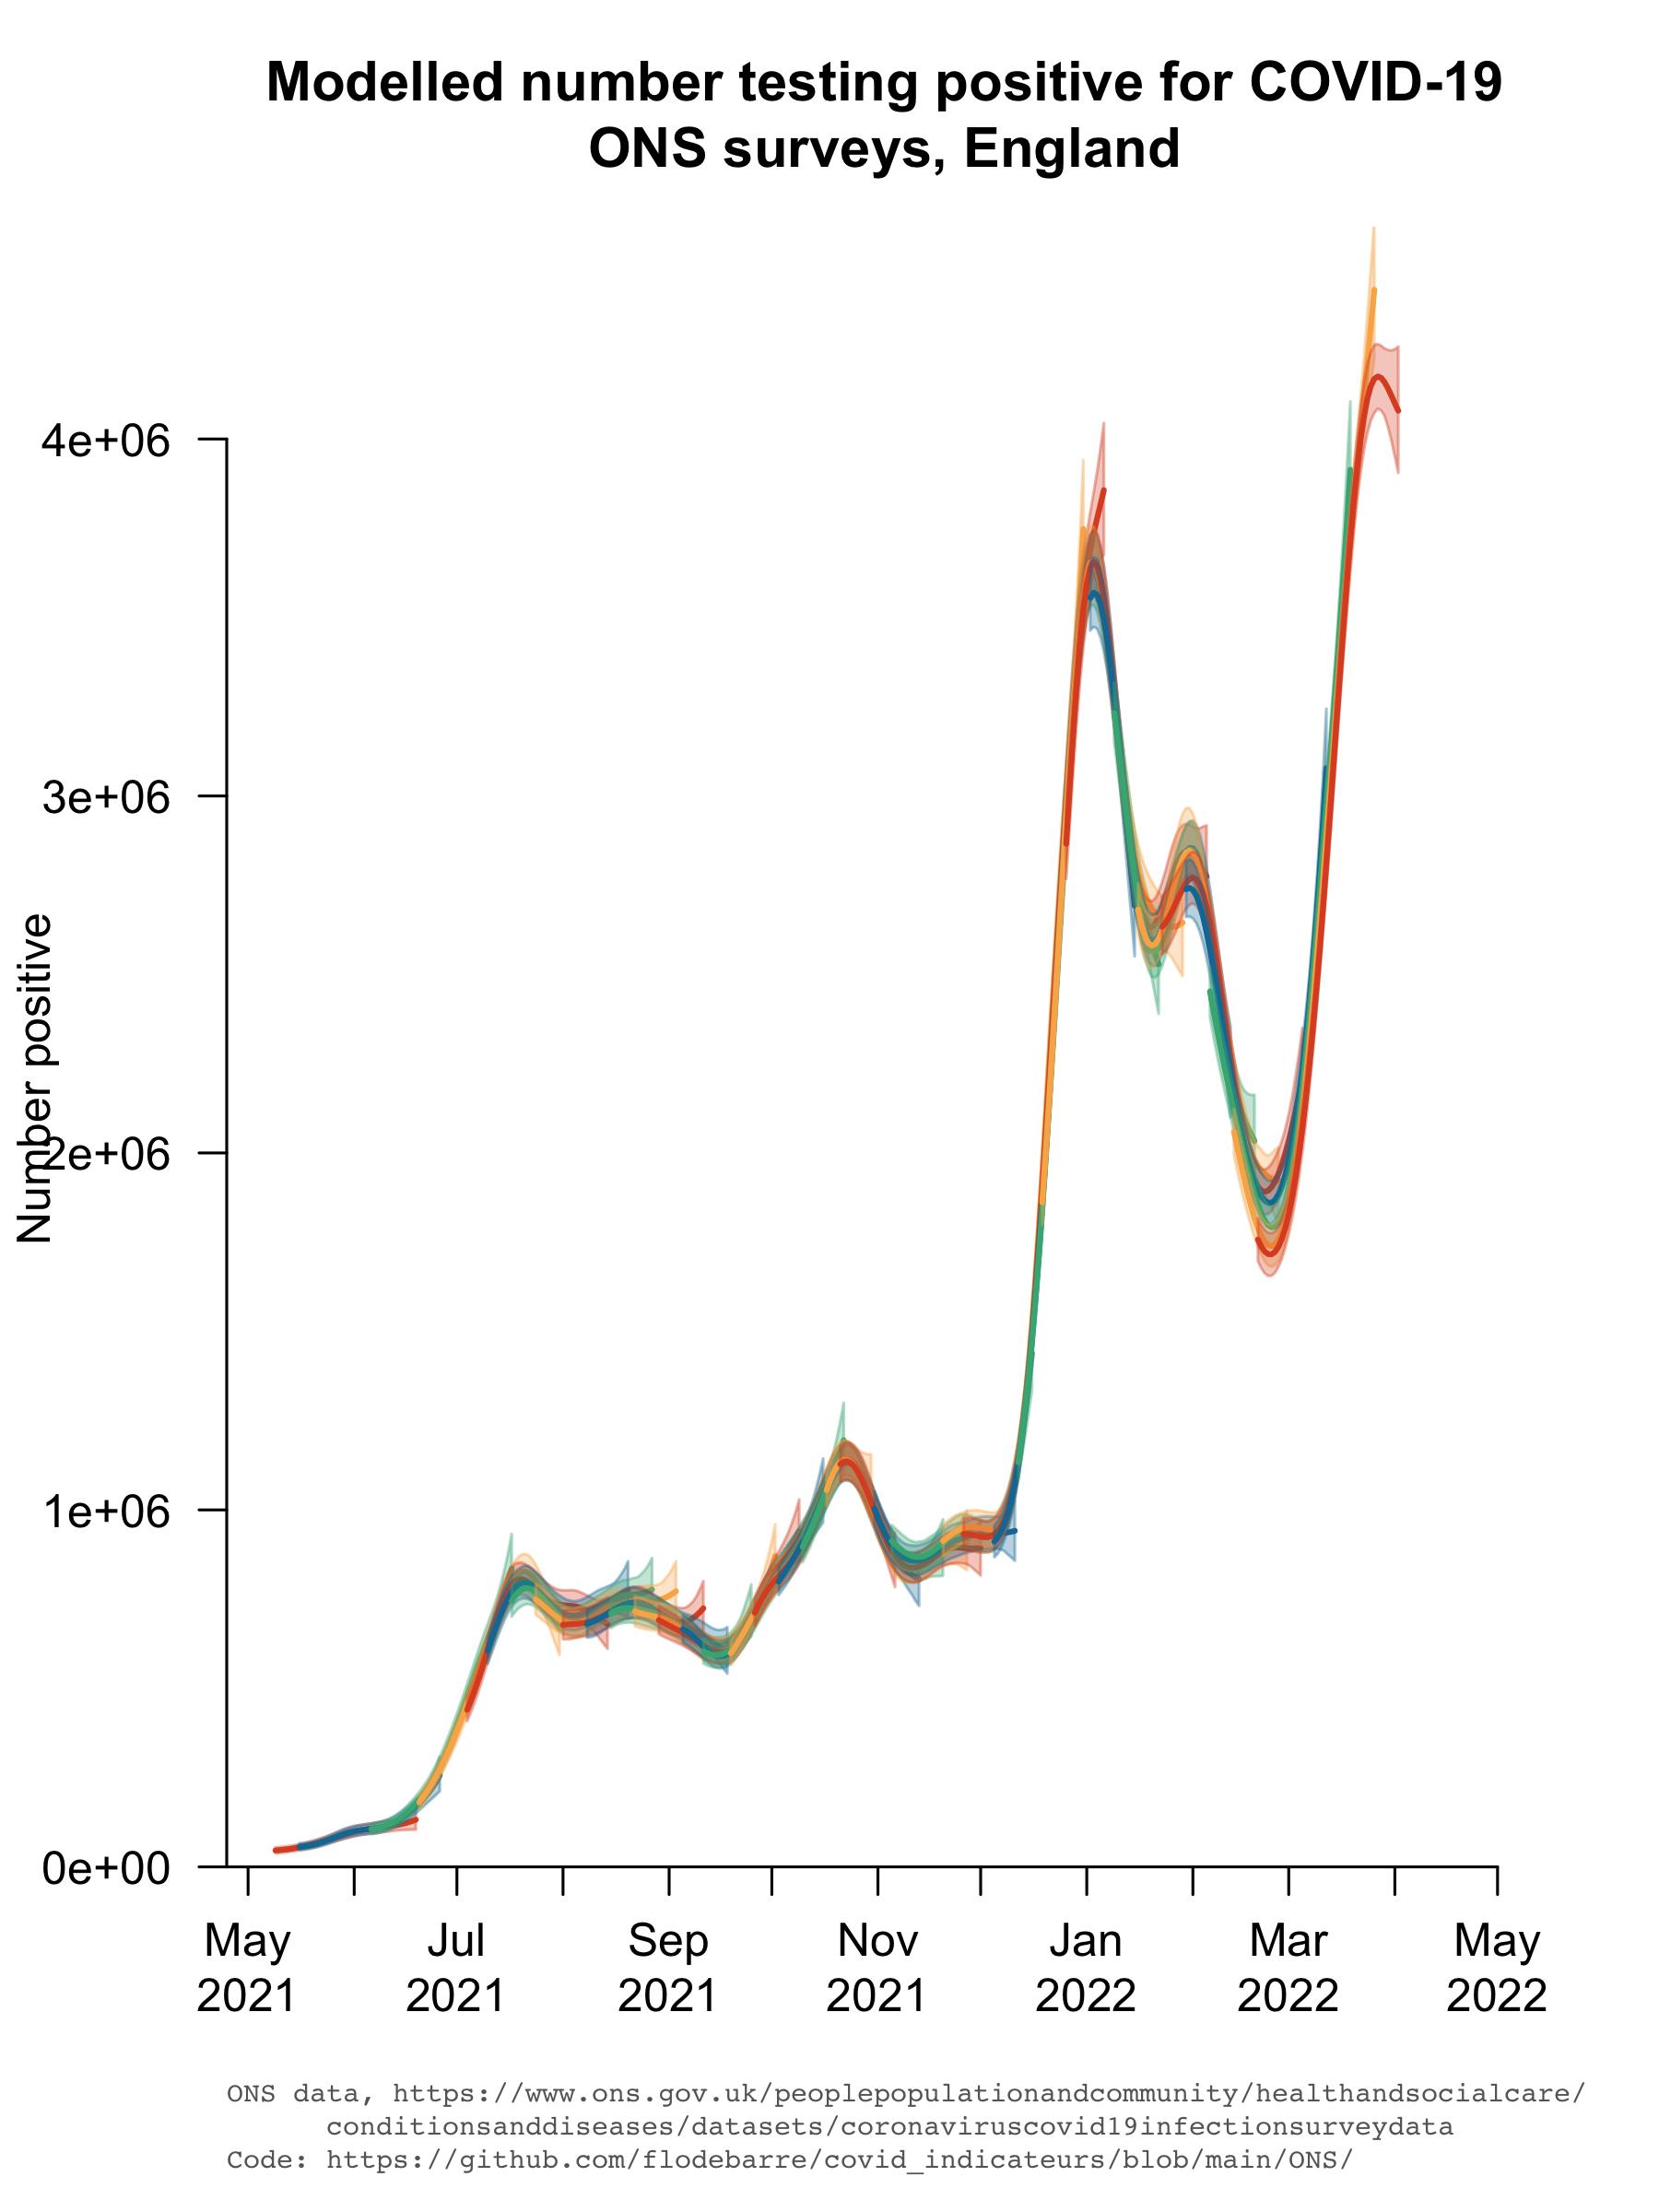 Modelled number testing positive for COVID-19
ONS surveys, England
Number positive
4e+06
3e+06
2e+06
1e+06
0e+00
May Jul Sep Nov Jan Mar May
2021 2021 2021 2021 2022 2022 2022
ONS data, https://www.ons.gov.uk/peoplepopulationandcommunity/healthandsocialcare/
conditionsanddiseases/datasets/coronaviruscovid19infectionsurveydata
Code: https://github.com/flodebarre/covid_indicateurs/blob/main/ONS/